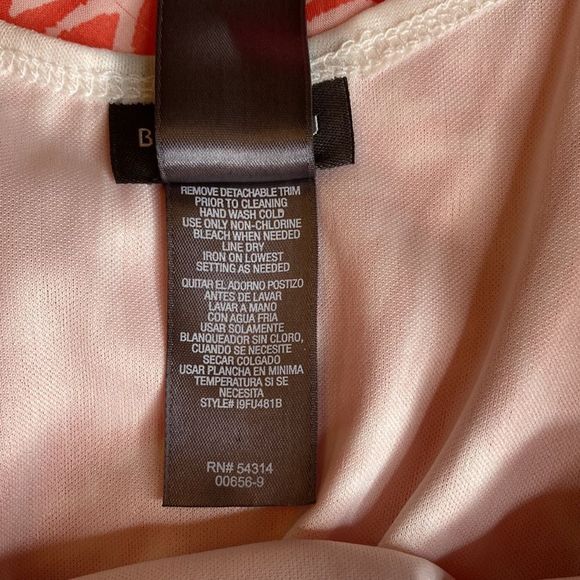 B
REMOVE DETACHABLE TRIM
PRIOR TO CLEANING
HAND WASH COLD
USE ONLY NON-CHLORINE
BLEACH WHEN NEEDED
LINE DRY
IRON ON LOWEST
SETTING AS NEEDED
QUITAR EL ADORNO POSTIZO
ANTES DE LAVAR
LAVAR A MANO
CON AGUA FRIA
USAR SOLAMENTE
BLANQUEADOR SIN CLORO,
CUANDO SE NECESITE
SECAR COLGADO
USAR PLANCHA EN MINIMA
TEMPERATURA SI SE
NECESITA
STYLE# I9FU481B
RN# 54314
00656-9